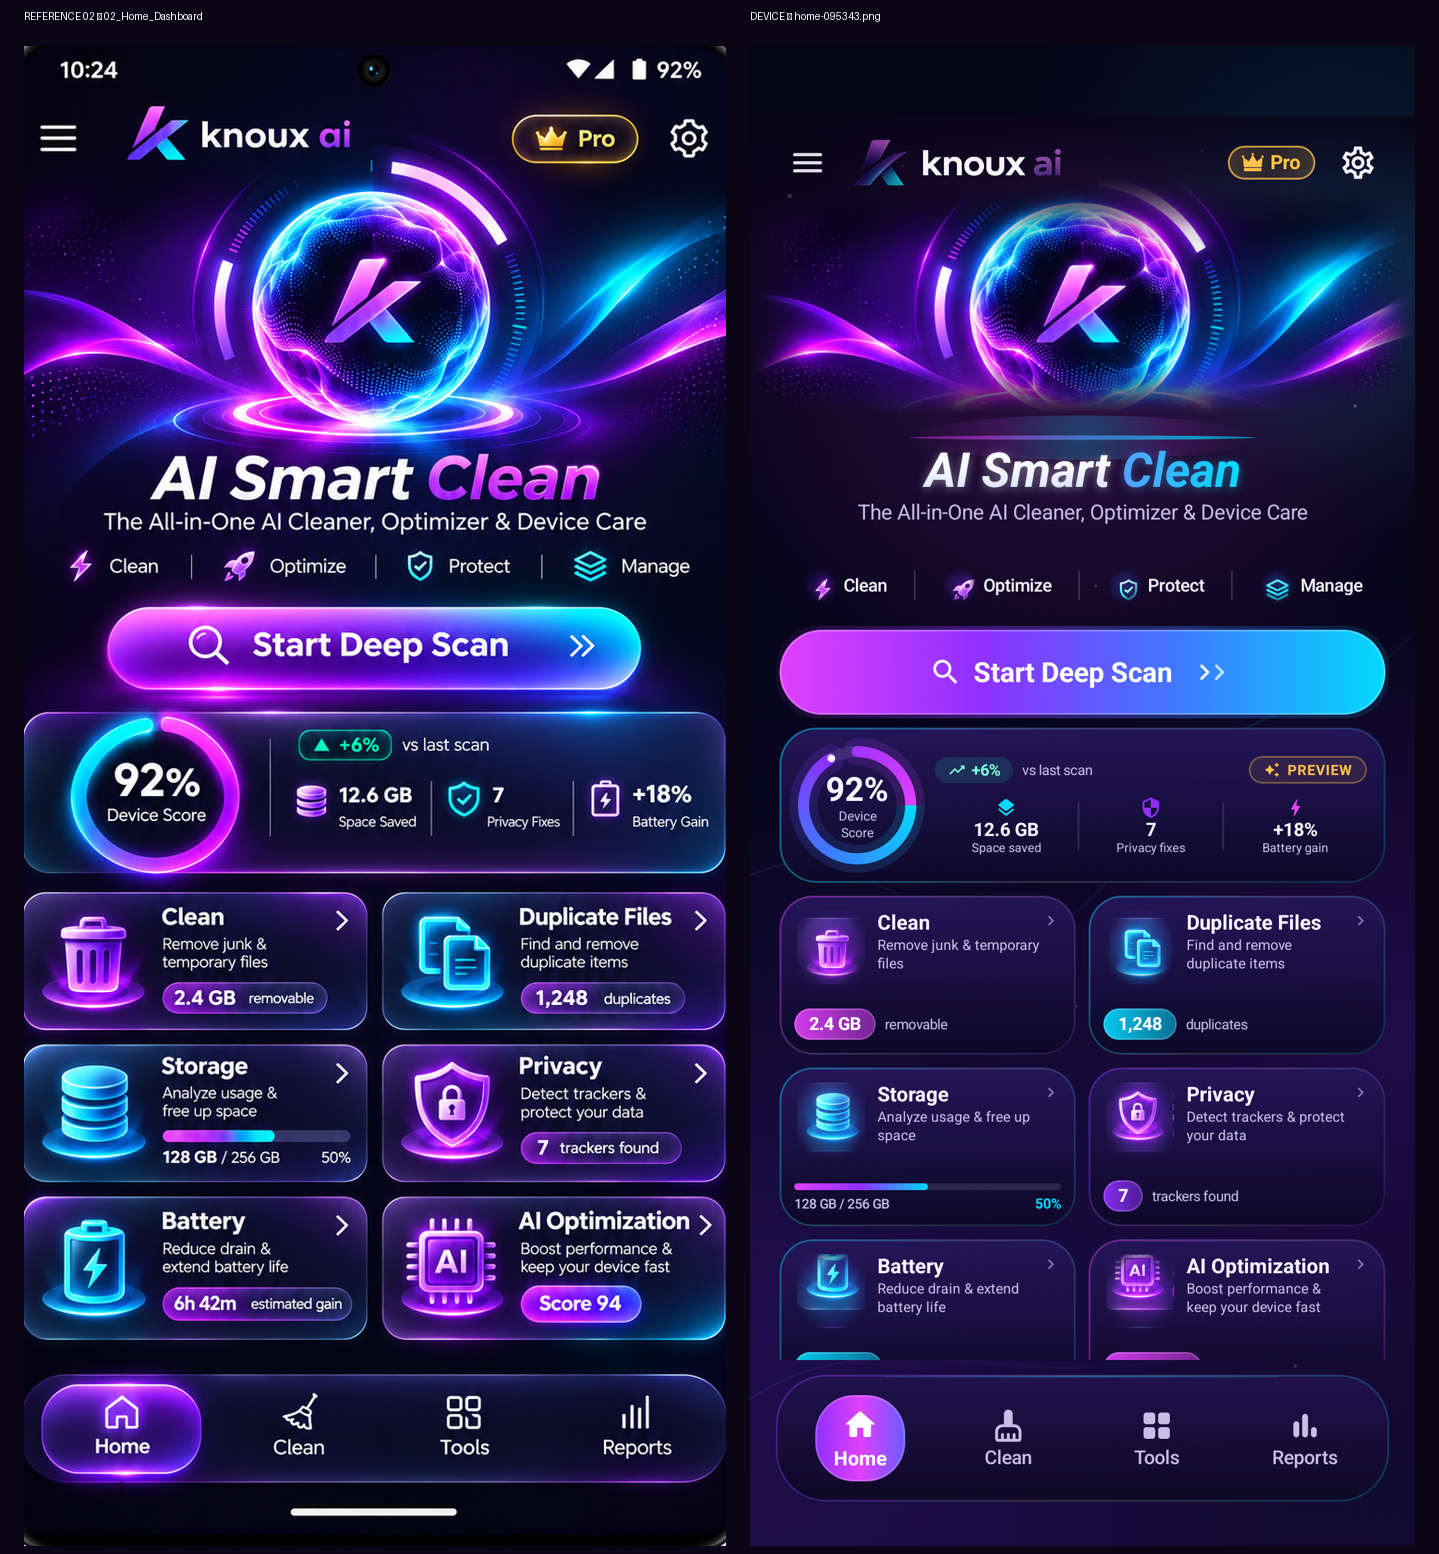 REFERENCE 02 02_Home_Dashboard
10:24
92%
knoux ai
Pro
AI Smart Clean
The All-in-One AI Cleaner, Optimizer & Device Care
Clean
Optimize
Protect
Manage
Start Deep Scan
92%
Device Score
+6% vs last scan
12.6 GB
Space Saved
7
Privacy Fixes
+18%
Battery Gain
Clean
Remove junk &
temporary files
2.4 GB removable
Duplicate Files
Find and remove
duplicate items
1,248 duplicates
Storage
Analyze usage &
free up space
128 GB / 256 GB 50%
Privacy
Detect trackers &
protect your data
7 trackers found
Battery
Reduce drain &
extend battery life
6h 42m estimated gain
AI Optimization
AI
Boost performance &
keep your device fast
Score 94
Home
Clean
Tools
Reports
DEVICE home-095343.png
knoux ai
Pro
AI Smart Clean
The All-in-One AI Cleaner, Optimizer & Device Care
Clean
Optimize
Protect
Manage
Start Deep Scan
92%
Device
Score
+6% vs last scan
PREVIEW
12.6 GB
Space saved
7
Privacy fixes
+18%
Battery gain
Clean
Remove junk & temporary
files
2.4 GB removable
Duplicate Files
Find and remove
duplicate items
1,248 duplicates
Storage
Analyze usage & free up
space
128 GB / 256 GB 50%
Privacy
Detect trackers & protect
your data
7 trackers found
Battery
Reduce drain & extend
battery life
AI Optimization
AI
Boost performance &
keep your device fast
Home
Clean
Tools
Reports